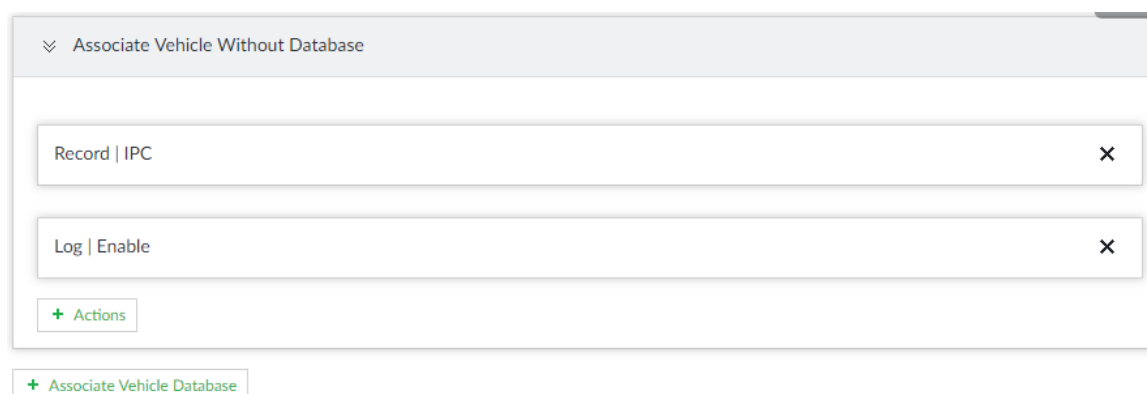 Associate Vehicle Without Database
Record | IPC
Log | Enable
+ Actions
+ Associate Vehicle Database